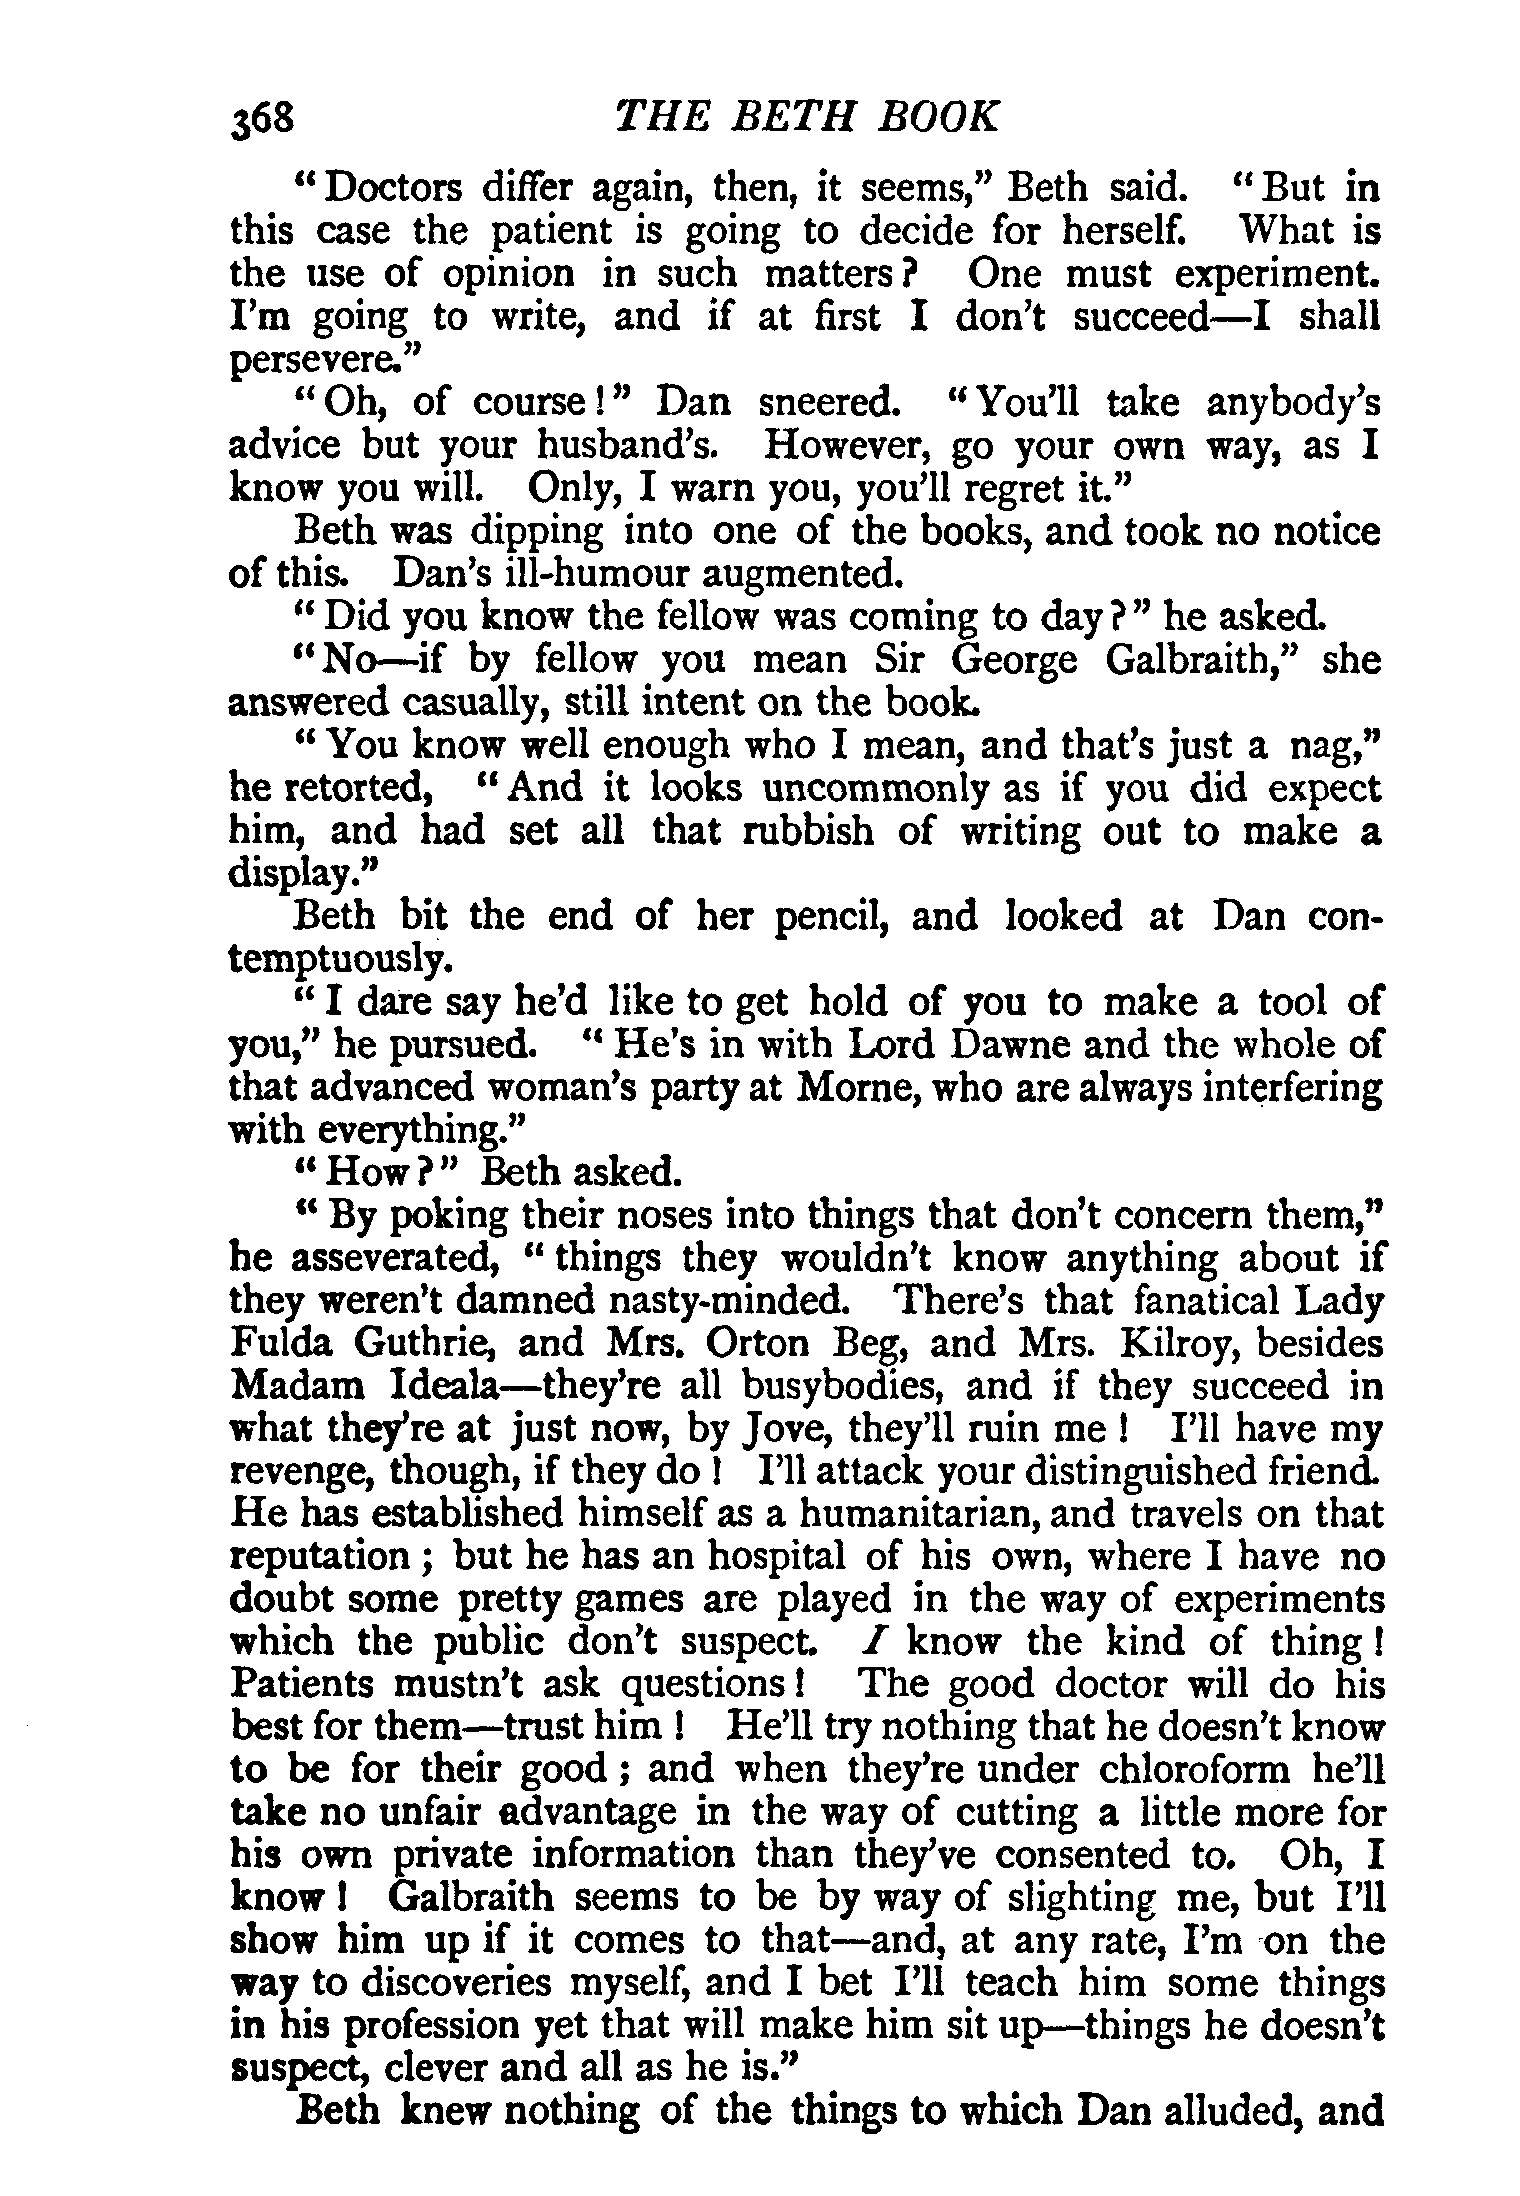 368 THE BETH BOOK
“Doctors differ again, then, it seems,” Beth said. “But in
this case the patient is going to decide for herself. What is
the use of opinion in such matters? One must experiment.
I’m going to write, and if at first I don’t succeed—I shall
persevere.”
“Oh, of course!” Dan sneered. “You’ll take anybody’s
advice but your husband’s. However, go your own way, as I
know you will. Only, I warn you, you’ll regret it.”
Beth was dipping into one of the books, and took no notice
of this. Dan’s ill-humour augmented.
“Did you know the fellow was coming to day?” he asked.
“No—if by fellow you mean Sir George Galbraith,” she
answered casually, still intent on the book.
“You know well enough who I mean, and that’s just a nag,”
he retorted, “And it looks uncommonly as if you did expect
him, and had set all that rubbish of writing out to make a
display.”
Beth bit the end of her pencil, and looked at Dan con-
temptuously.
“I dare say he’d like to get hold of you to make a tool of
you,” he pursued. “He’s in with Lord Dawne and the whole of
that advanced woman’s party at Morne, who are always interfering
with everything.”
“How?” Beth asked.
“By poking their noses into things that don’t concern them,”
he asseverated, “things they wouldn’t know anything about if
they weren’t damned nasty-minded. There’s that fanatical Lady
Fulda Guthrie, and Mrs. Orton Beg, and Mrs. Kilroy, besides
Madam Ideala—they’re all busybodies, and if they succeed in
what they’re at just now, by Jove, they’ll ruin me! I’ll have my
revenge, though, if they do! I’ll attack your distinguished friend.
He has established himself as a humanitarian, and travels on that
reputation; but he has an hospital of his own, where I have no
doubt some pretty games are played in the way of experiments
which the public don’t suspect. I know the kind of thing!
Patients mustn’t ask questions! The good doctor will do his
best for them—trust him! He’ll try nothing that he doesn’t know
to be for their good; and when they’re under chloroform he’ll
take no unfair advantage in the way of cutting a little more for
his own private information than they’ve consented to. Oh, I
know! Galbraith seems to be by way of slighting me, but I’ll
show him up if it comes to that—and, at any rate, I’m on the
way to discoveries myself, and I bet I’ll teach him some things
in his profession yet that will make him sit up—things he doesn’t
suspect, clever and all as he is.”
Beth knew nothing of the things to which Dan alluded, and